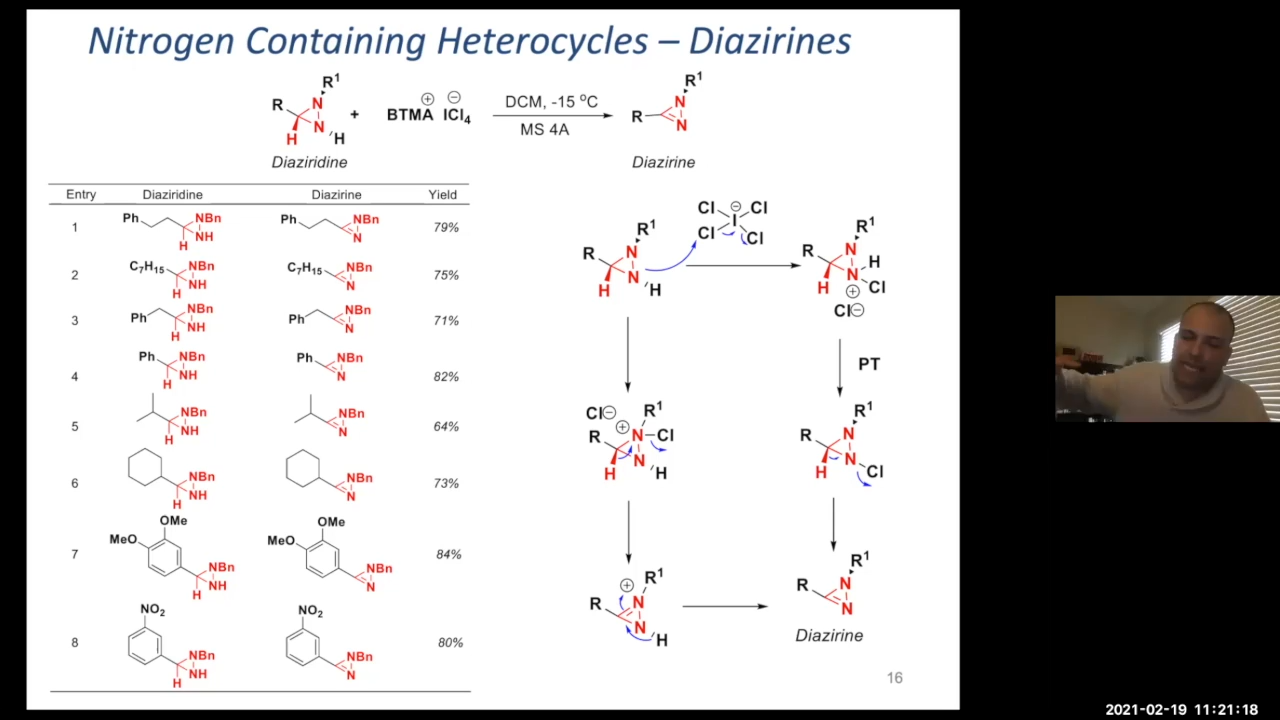 Nitrogen Containing Heterocycles – Diazirines
R R¹ N N H H + BTMA⊕ ICl₄⊖ DCM, -15 °C R R¹ N N
MS 4A
Diaziridine Diazirine
Entry Diaziridine Diazirine Yield
1 Ph NBn NH H Ph NBn N 79%
2 C₇H₁₅ NBn NH H C₇H₁₅ NBn N 75%
3 Ph NBn NH H Ph NBn N 71%
4 Ph NBn NH H Ph NBn N 82%
5 NBn NH H NBn N 64%
6 NBn NH H NBn N 73%
7 MeO OMe NBn NH H MeO OMe NBn N 84%
8 NO₂ NBn NH H NO₂ NBn N 80%
R R¹ N N H H Cl Cl Cl Cl I ⊖ R R¹ N N H H Cl ⊕
Cl⊖
PT
Cl⊖ ⊕ R R¹ N Cl N H H R R¹ N N H Cl
R ⊕ R¹ N N H R R¹ N N
Diazirine
16
2021-02-19 11:21:18